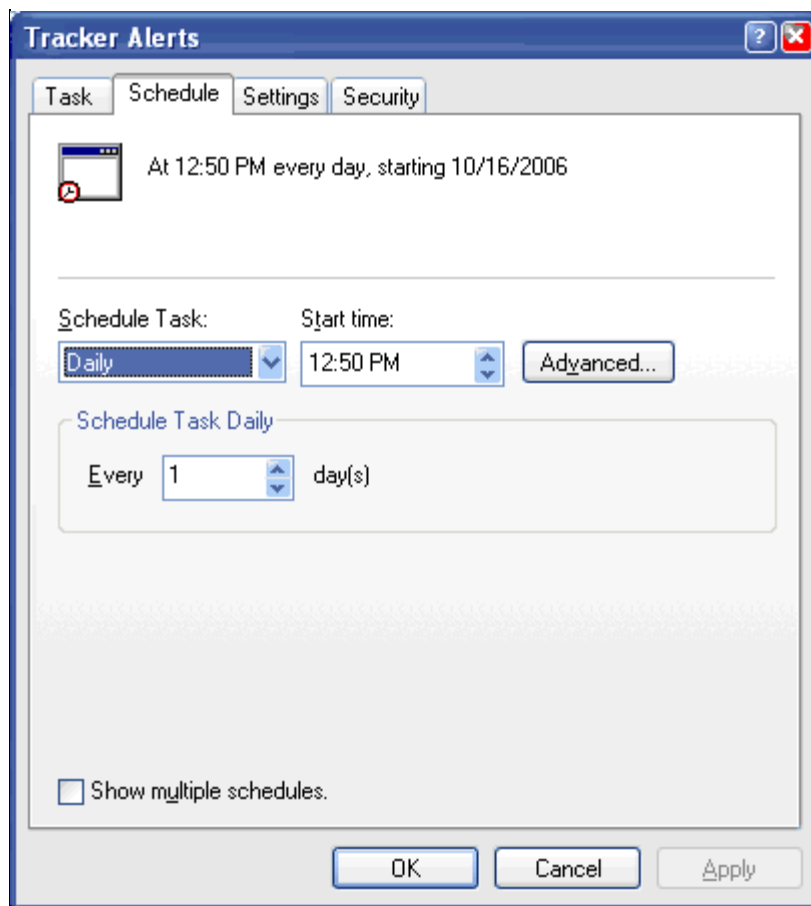 Tracker Alerts
Task Schedule Settings Security
At 12:50 PM every day, starting 10/16/2006
Schedule Task: Start time:
Daily 12:50 PM Advanced...
Schedule Task Daily
Every 1 day(s)
Show multiple schedules.
OK Cancel Apply